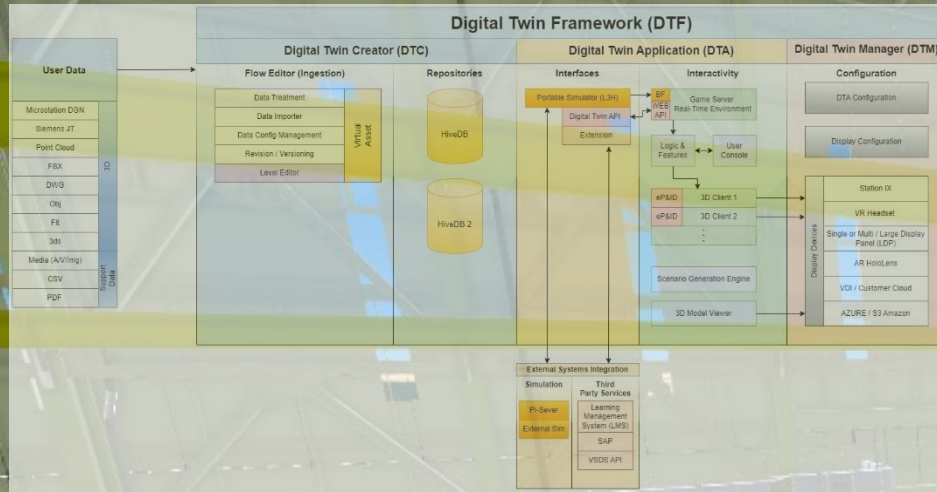 Digital Twin Framework (DTF)
Digital Twin Creator (DTC)
Digital Twin Application (DTA)
Digital Twin Manager (DTM)
User Data
Microstation DGN
Siemens JT
Point Cloud
FBX
DWG
Obj
Flt
3ds
Media (A/V/Img)
CSV
PDF
3D
Support
Data
Flow Editor (Ingestion)
Data Treatment
Data Importer
Data Config Management
Revision / Versioning
Level Editor
Virtual
Asset
Repositories
HiveDB
HiveDB 2
Interfaces
Portable Simulator (L3H)
Digital Twin API
Extension
Interactivity
BF
WEB
API
Game Server
Real-Time Environment
Logic &
Features
User
Console
eP&ID
3D Client 1
eP&ID
3D Client 2
Scenario Generation Engine
3D Model Viewer
Configuration
DTA Configuration
Display Configuration
Display Devices
Station IX
VR Headset
Single or Multi / Large Display
Panel (LDP)
AR HoloLens
VDI / Customer Cloud
AZURE / S3 Amazon
External Systems Integration
Simulation
PI-Sever
External Sim
Third
Party Services
Learning
Management
System (LMS)
SAP
VSDS API